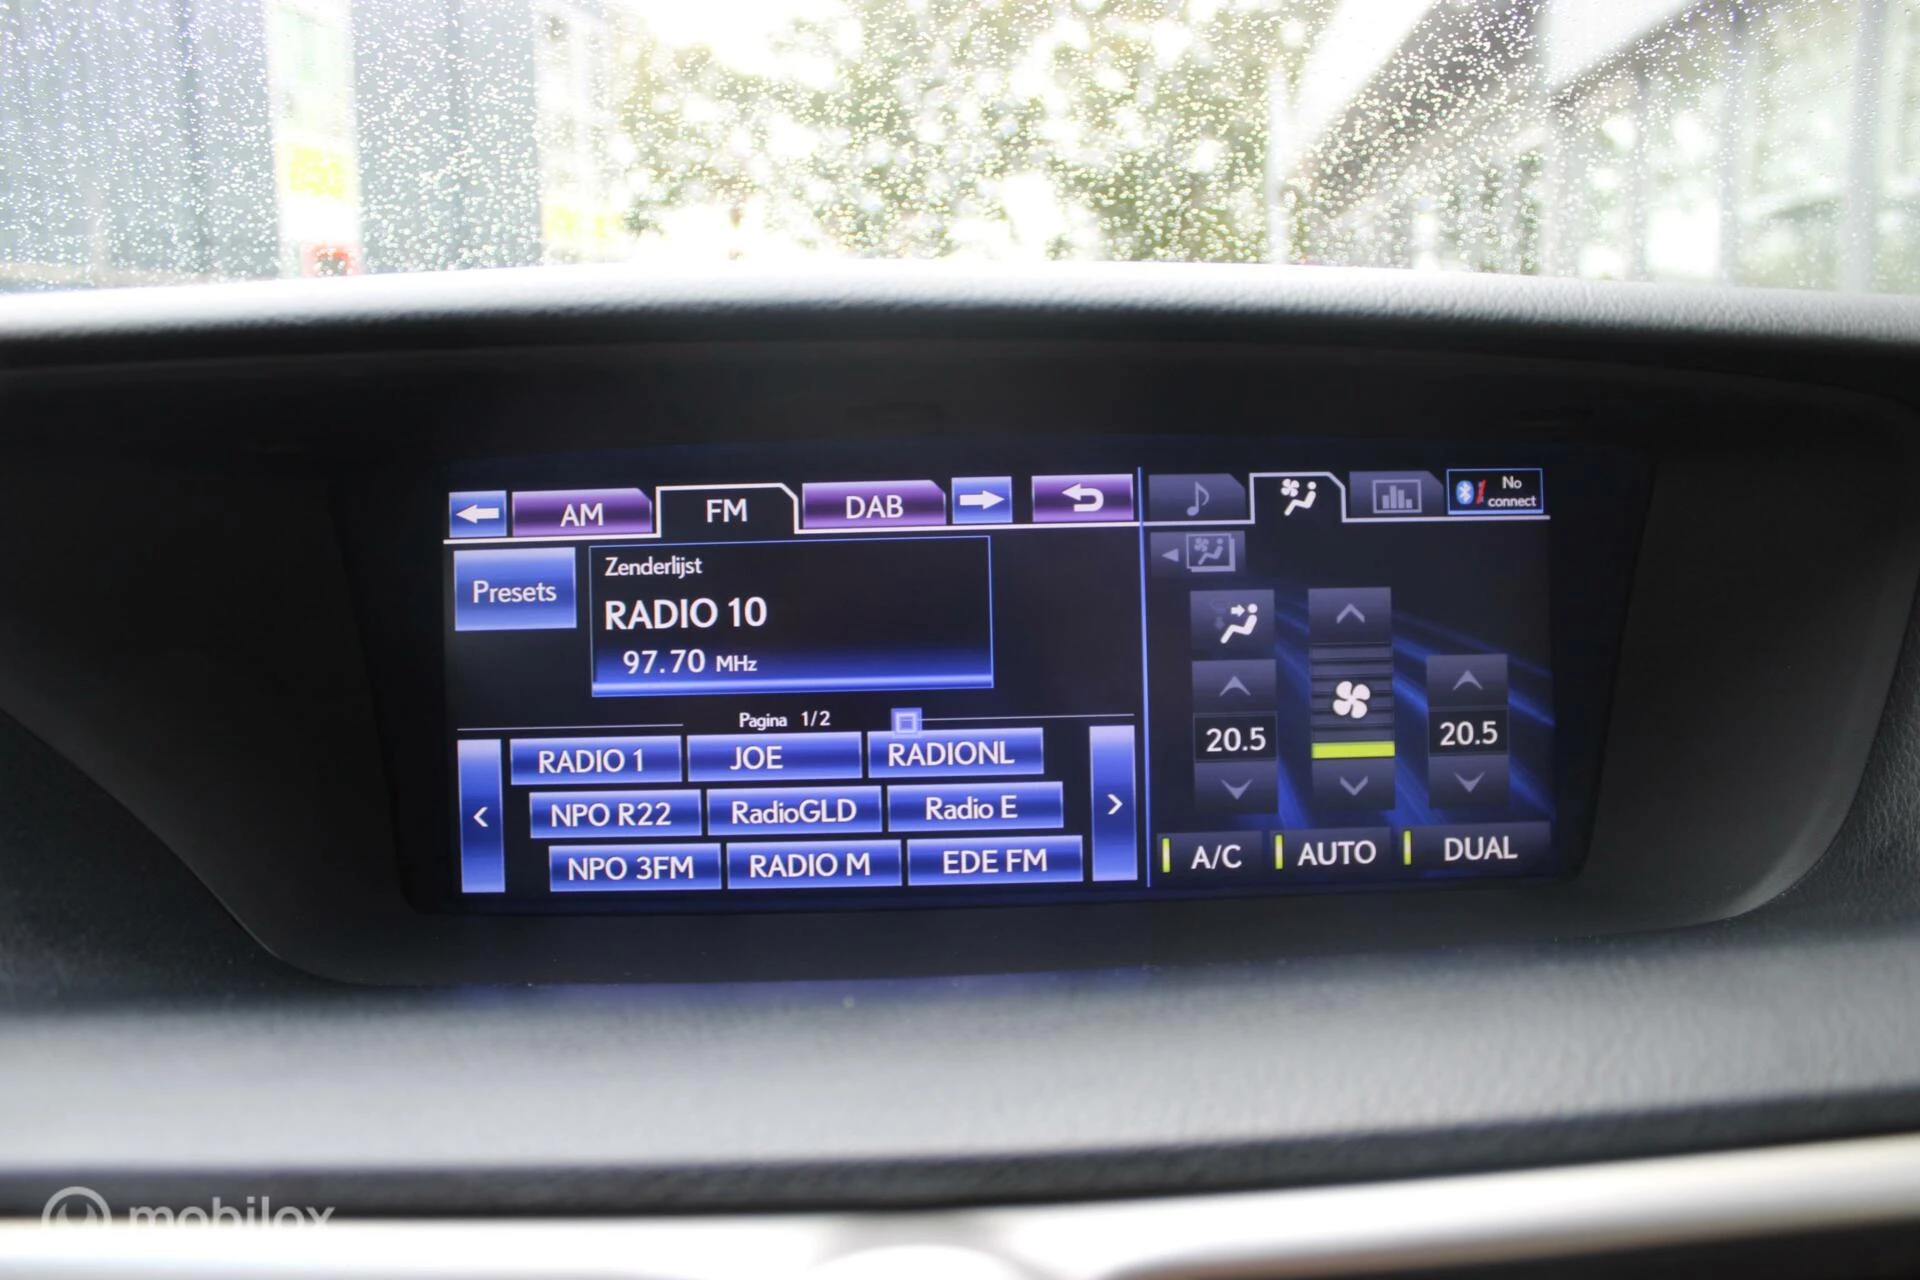 AM FM DAB
No
connect
Presets
Zenderlijst
RADIO 10
97.70 MHz
Pagina 1/2
RADIO 1 JOE RADIONL
NPO R22 RadioGLD Radio E
NPO 3FM RADIO M EDE FM
20.5 20.5
A/C AUTO DUAL
mobilox